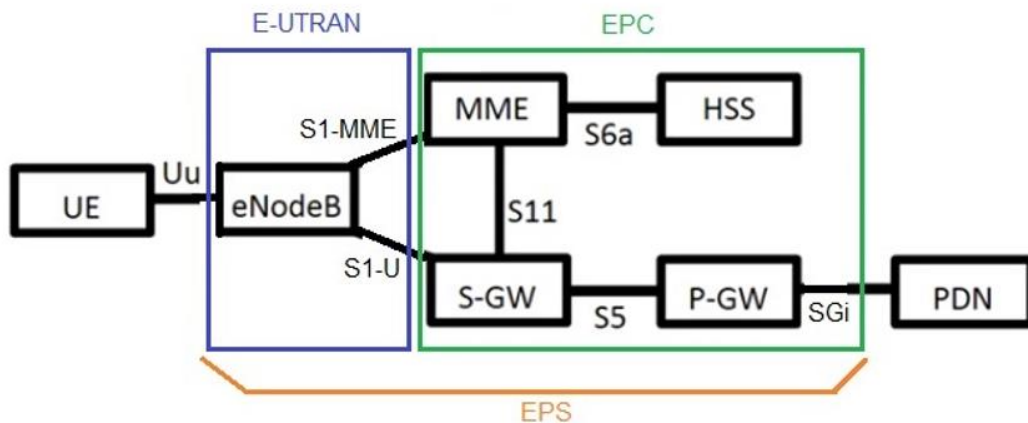 E-UTRAN
EPC
MME
HSS
S1-MME
S6a
Uu
UE
eNodeB
S11
S1-U
S-GW
P-GW
PDN
S5
SGi
EPS